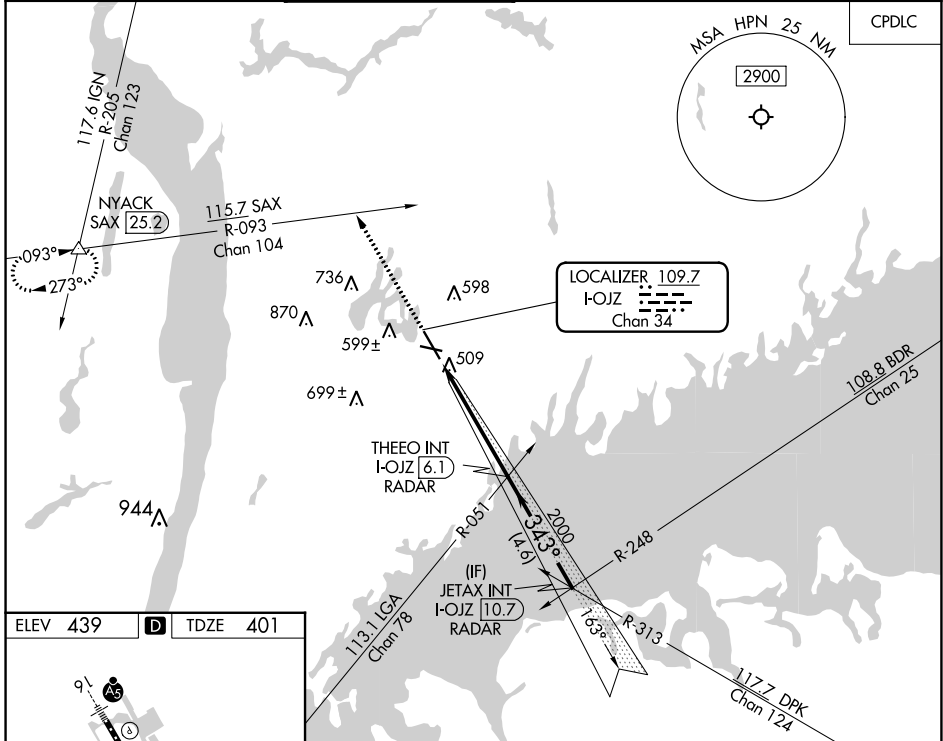 CPDLC
MSA HPN 25 NM
2900
117.6 IGN
R-205
Chan 123
NYACK
SAX 25.2
115.7 SAX
R-093
Chan 104
093°
273°
736
598
870
599±
509
699±
944
LOCALIZER 109.7
I-OJZ
Chan 34
108.8 BDR
Chan 25
THEEO INT
I-OJZ 6.1
RADAR
R-051
343°
2000
(4.6)
R-248
(IF)
JETAX INT
I-OJZ 10.7
RADAR
113.1 LGA
Chan 78
163°
R-313
117.7 DPK
Chan 124
ELEV 439 D TDZE 401
16
A5
P